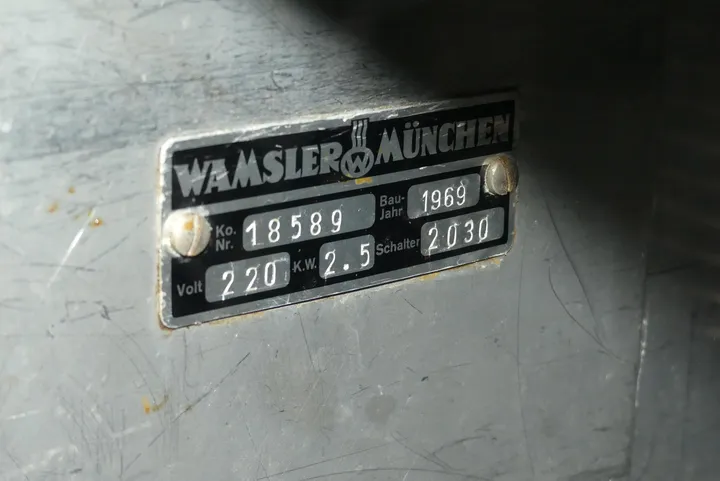 WAMSLER W MÜNCHEN
Ko. Nr. 18589 Bau-Jahr 1969
Volt 220 K.W. 2.5 Schalter 2030